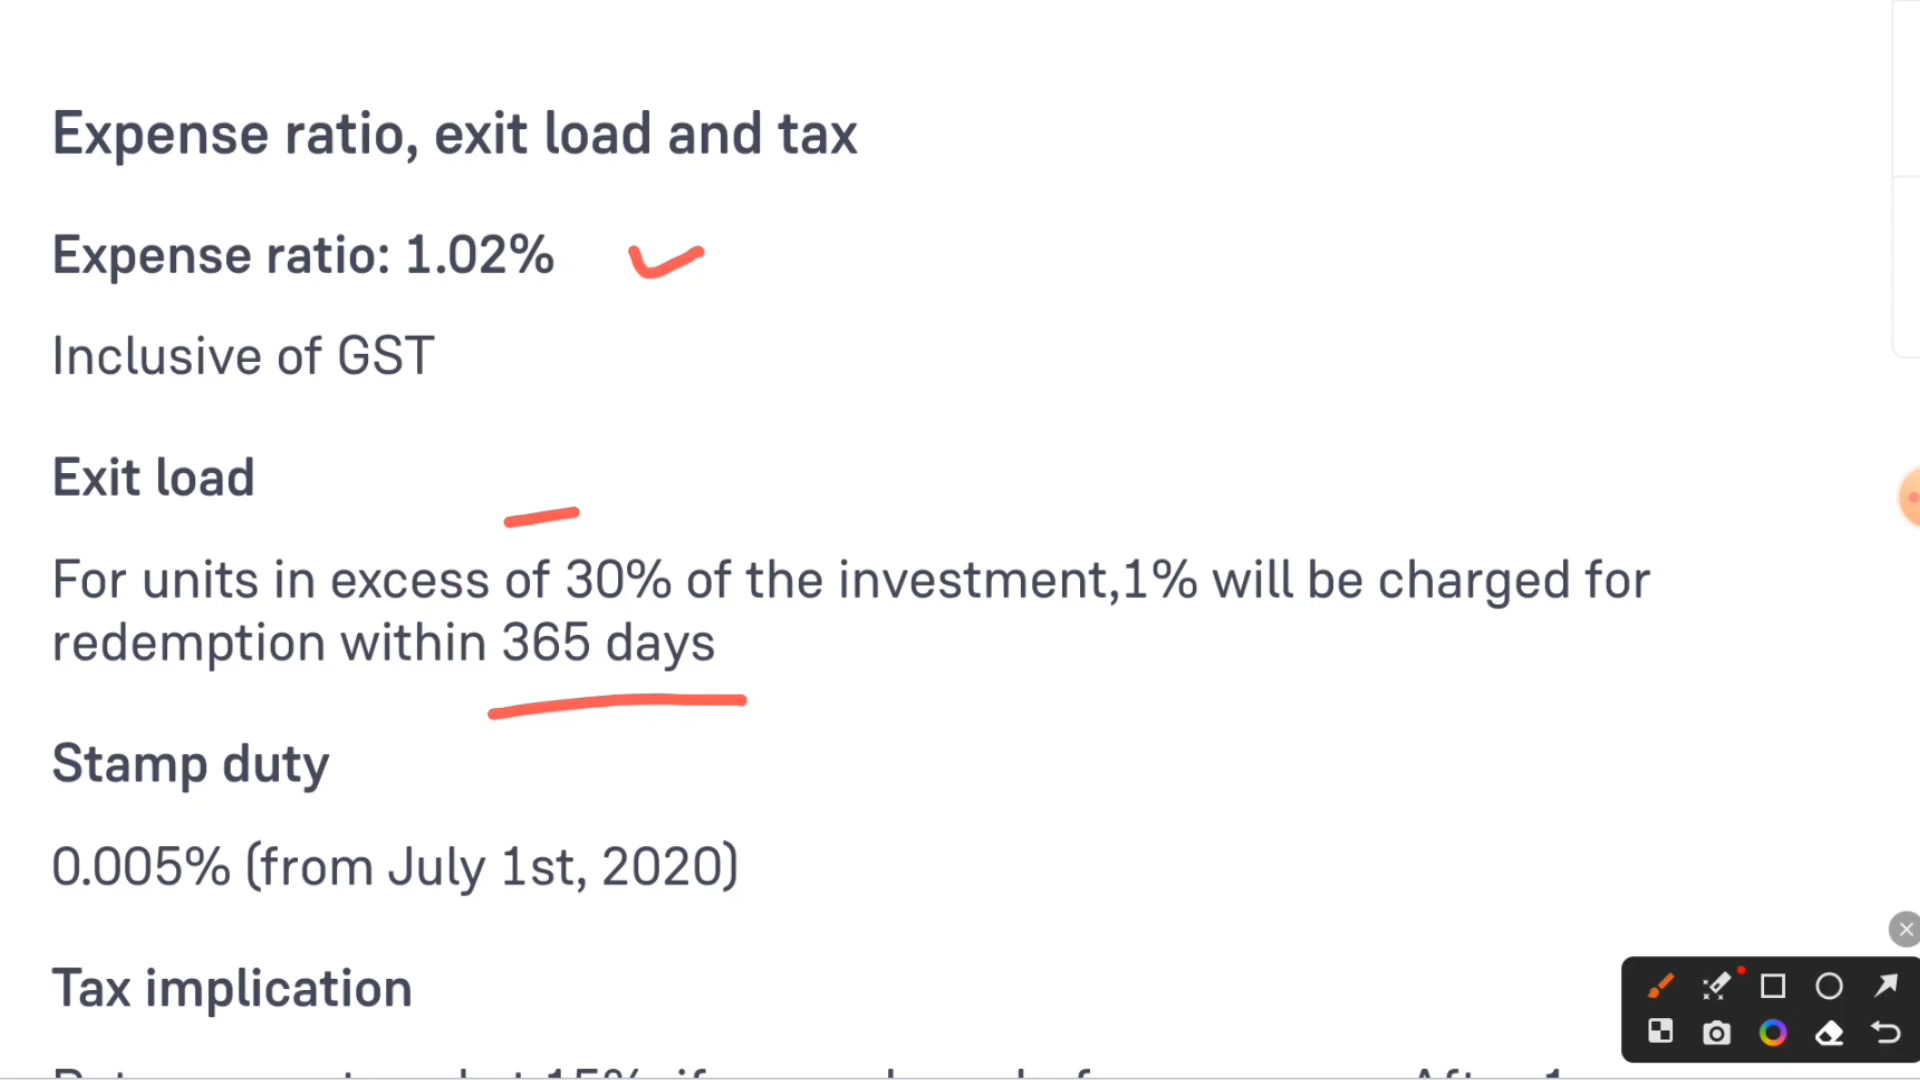 Expense ratio, exit load and tax
Expense ratio: 1.02%
Inclusive of GST
Exit load
For units in excess of 30% of the investment,1% will be charged for
redemption within 365 days
Stamp duty
0.005% (from July 1st, 2020)
Tax implication